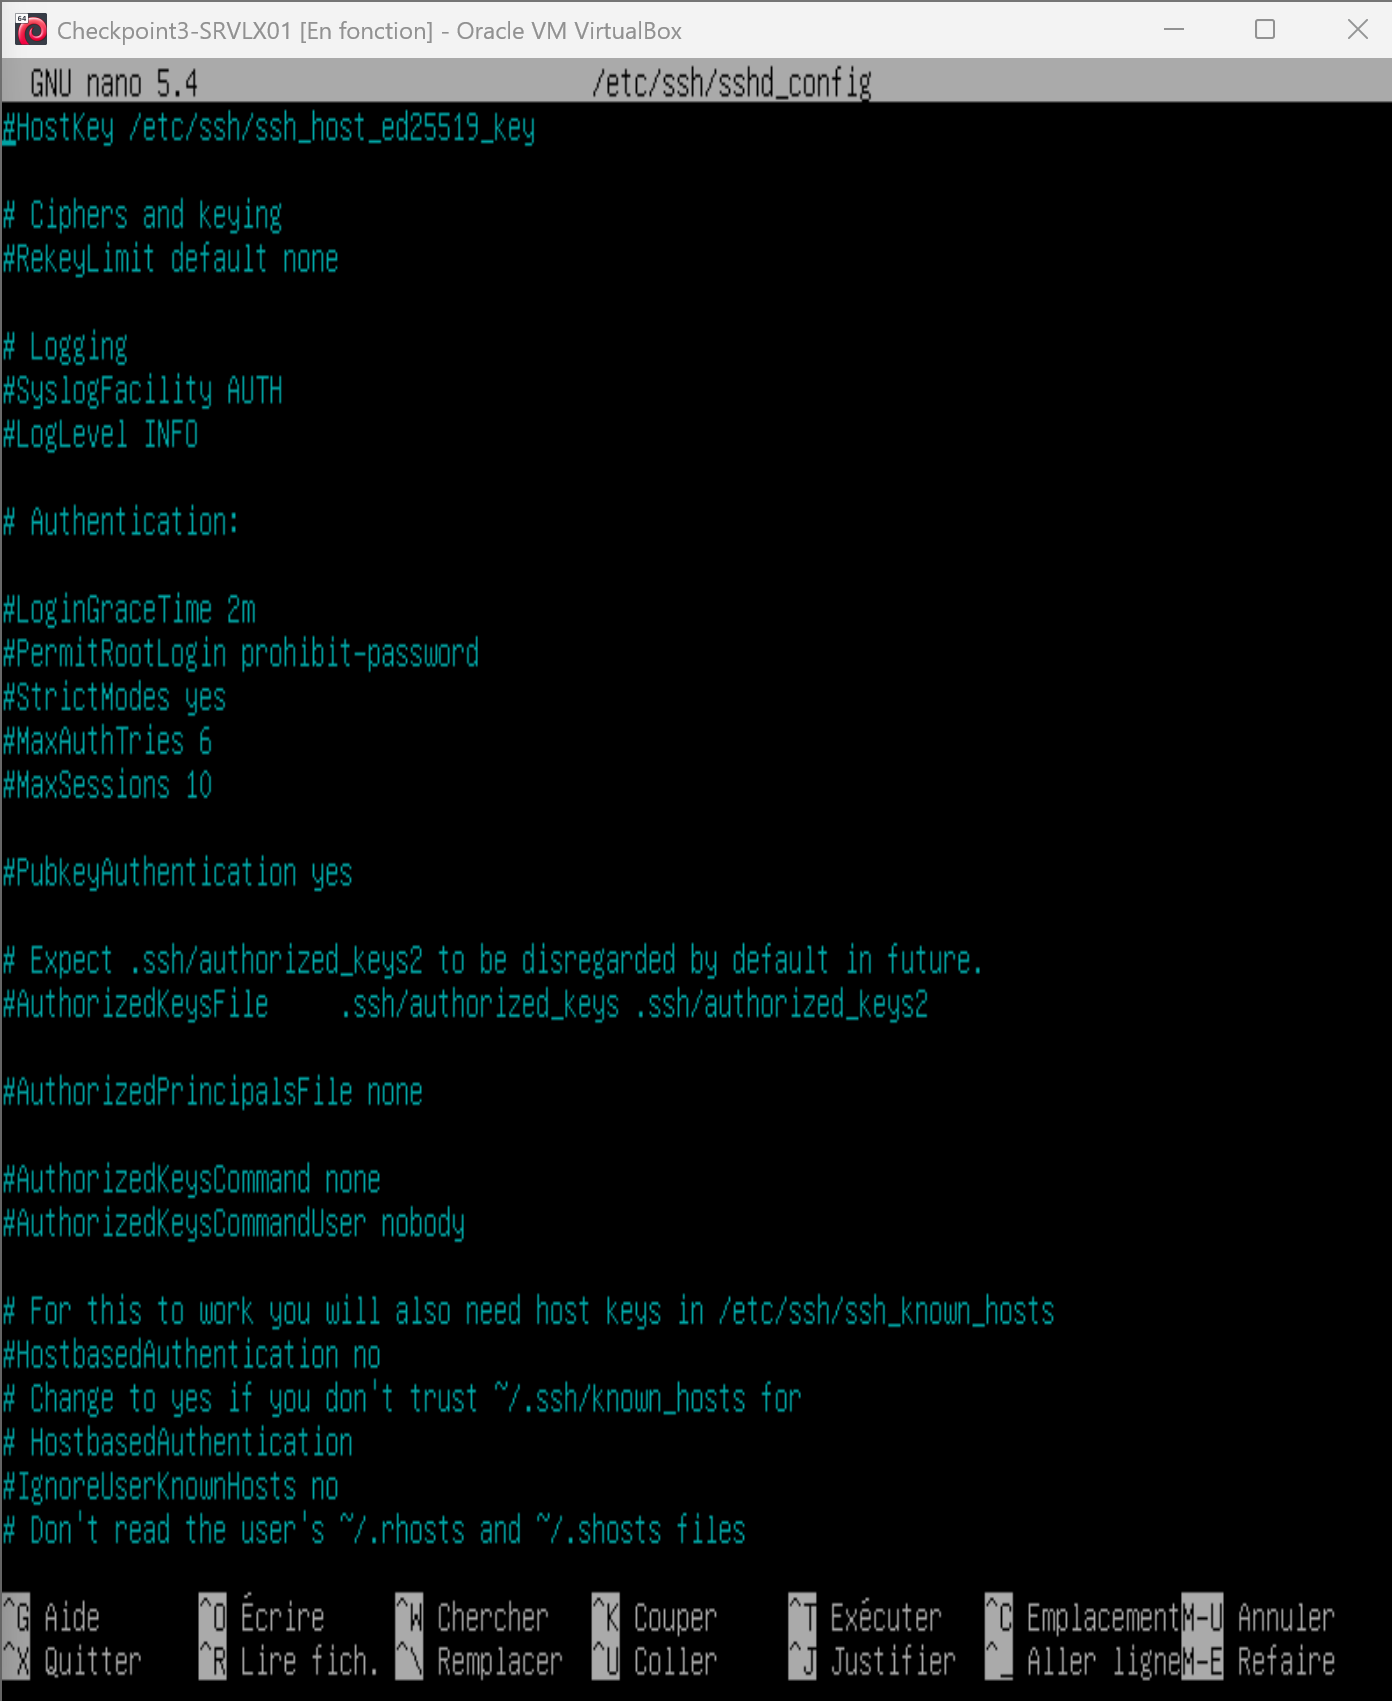 64
Checkpoint3-SRVLX01 [En fonction] - Oracle VM VirtualBox
GNU nano 5.4 /etc/ssh/sshd_config
#HostKey /etc/ssh/ssh_host_ed25519_key
# Ciphers and keying
#RekeyLimit default none
# Logging
#SyslogFacility AUTH
#LogLevel INFO
# Authentication:
#LoginGraceTime 2m
#PermitRootLogin prohibit-password
#StrictModes yes
#MaxAuthTries 6
#MaxSessions 10
#PubkeyAuthentication yes
# Expect .ssh/authorized_keys2 to be disregarded by default in future.
#AuthorizedKeysFile     .ssh/authorized_keys .ssh/authorized_keys2
#AuthorizedPrincipalsFile none
#AuthorizedKeysCommand none
#AuthorizedKeysCommandUser nobody
# For this to work you will also need host keys in /etc/ssh/ssh_known_hosts
#HostbasedAuthentication no
# Change to yes if you don't trust ~/.ssh/known_hosts for
# HostbasedAuthentication
#IgnoreUserKnownHosts no
# Don't read the user's ~/.rhosts and ~/.shosts files
^G Aide ^O Écrire ^W Chercher ^K Couper ^T Exécuter ^C Emplacement M-U Annuler
^X Quitter ^R Lire fich. ^\ Remplacer ^U Coller ^J Justifier ^_ Aller ligne M-E Refaire